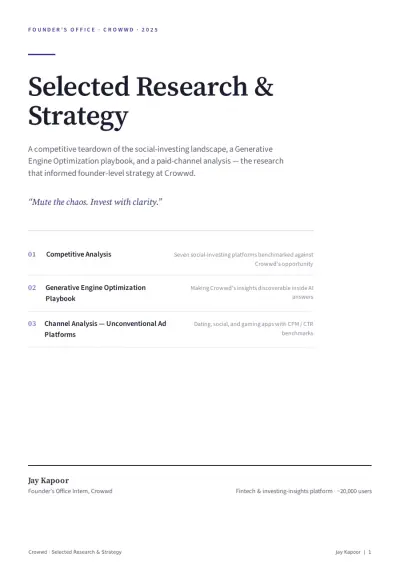 FOUNDER'S OFFICE · CROWWD · 2025
Selected Research &
Strategy
A competitive teardown of the social-investing landscape, a Generative
Engine Optimization playbook, and a paid-channel analysis — the research
that informed founder-level strategy at Crowwd.
“Mute the chaos. Invest with clarity.”
01 Competitive Analysis
Seven social-investing platforms benchmarked against
Crowwd's opportunity
02 Generative Engine Optimization
Playbook
Making Crowwd's insights discoverable inside AI
answers
03 Channel Analysis — Unconventional Ad
Platforms
Dating, social, and gaming apps with CPM / CTR
benchmarks
Jay Kapoor
Founder's Office Intern, Crowwd
Fintech & investing-insights platform · ~20,000 users
Crowwd · Selected Research & Strategy
Jay Kapoor | 1